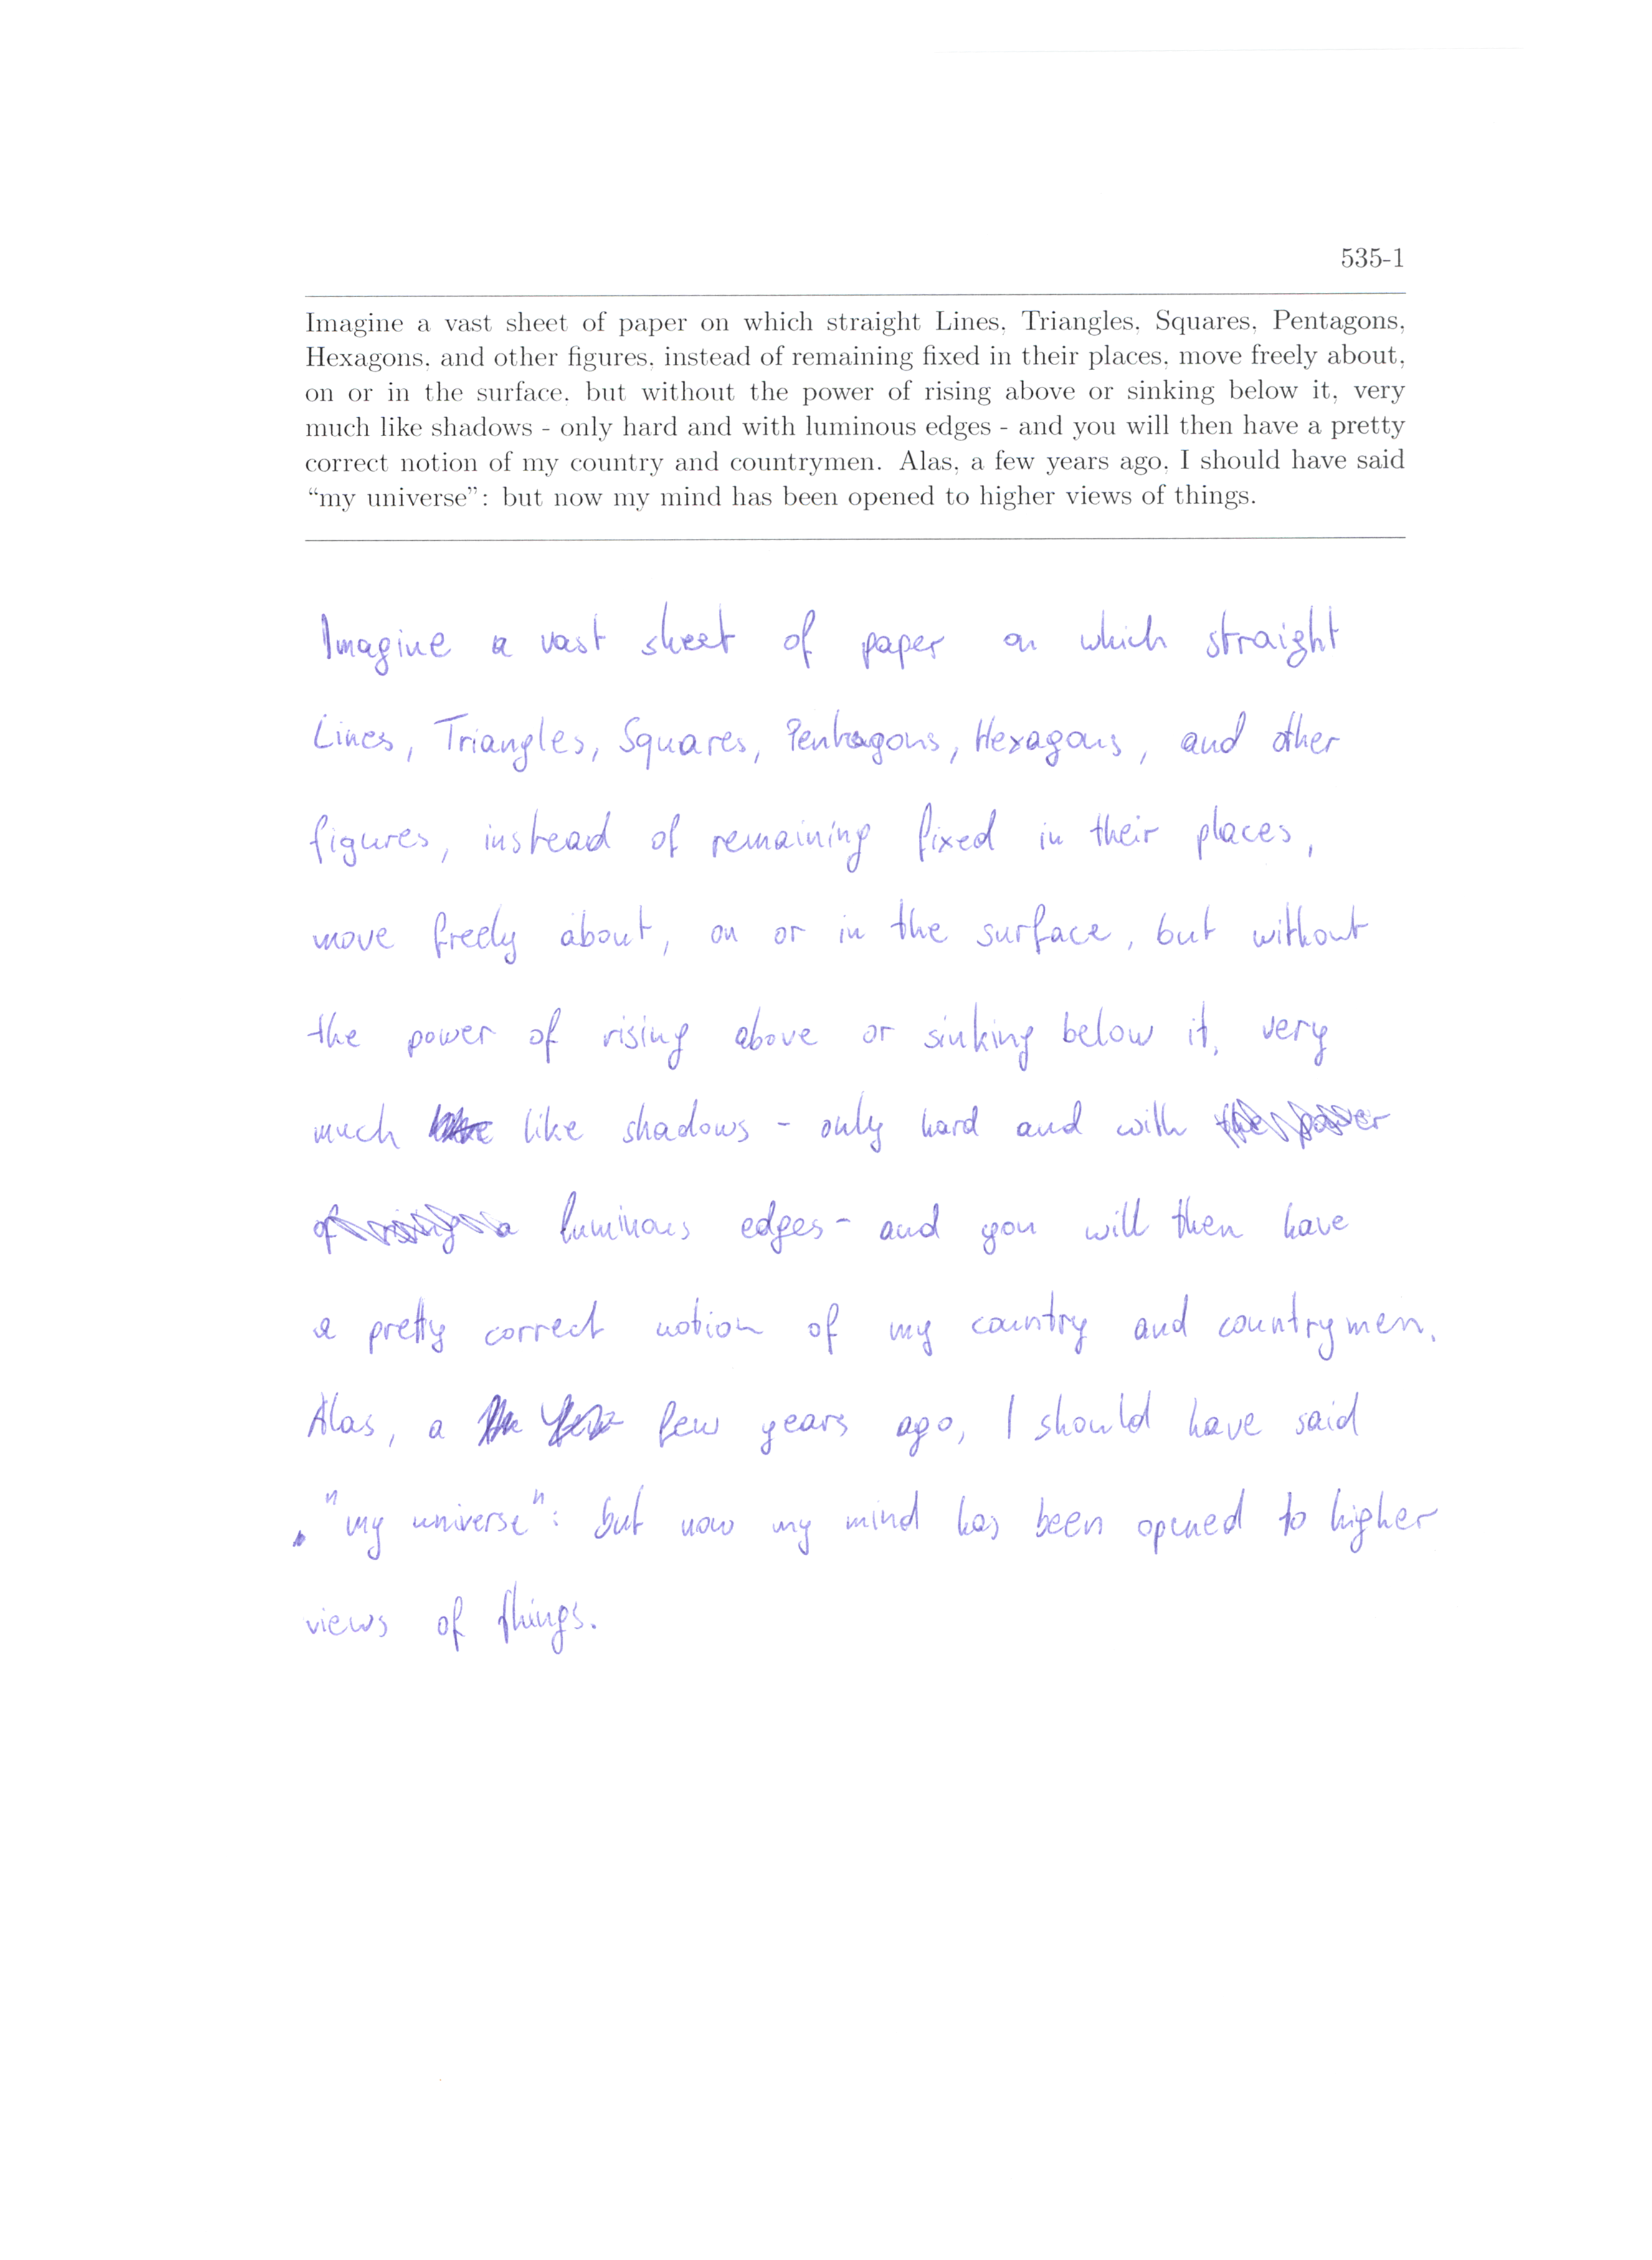 535-1
Imagine a vast sheet of paper on which straight Lines, Triangles, Squares, Pentagons,
Hexagons, and other figures, instead of remaining fixed in their places, move freely about,
on or in the surface, but without the power of rising above or sinking below it, very
much like shadows - only hard and with luminous edges - and you will then have a pretty
correct notion of my country and countrymen. Alas, a few years ago, I should have said
“my universe”: but now my mind has been opened to higher views of things.
Imagine a vast sheet of paper on which straight
Lines, Triangles, Squares, Pentagons, Hexagons, and other
figures, instead of remaining fixed in their places,
move freely about, on or in the surface, but without
the power of rising above or sinking below it, very
much like shadows - only hard and with
luminous edges - and you will then have
a pretty correct notion of my country and countrymen.
Alas, a few years ago, I should have said
"my universe": but now my mind has been opened to higher
views of things.